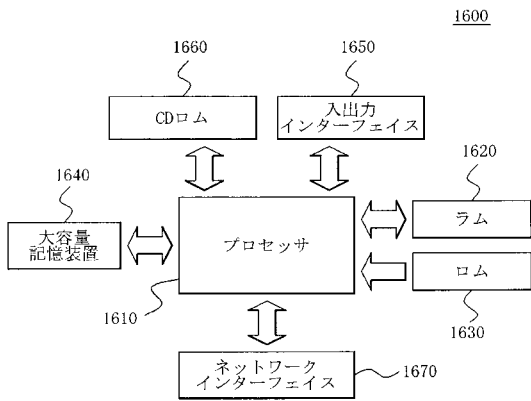 1600
1660
1650
CDロム
入出力
インターフェイス
1640
1620
大容量
記憶装置
プロセッサ
ラム
ロム
1610
1630
ネットワーク
インターフェイス
1670